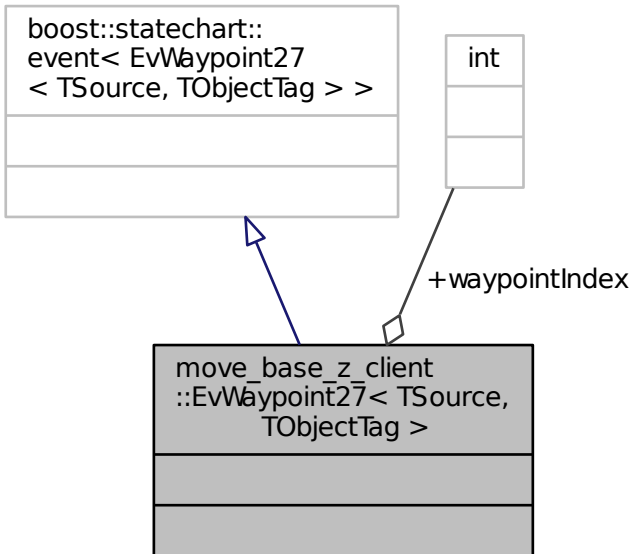 boost::statechart::
event< EvWaypoint27
< TSource, TObjectTag > >
int
+waypointIndex
move_base_z_client
::EvWaypoint27< TSource,
TObjectTag >